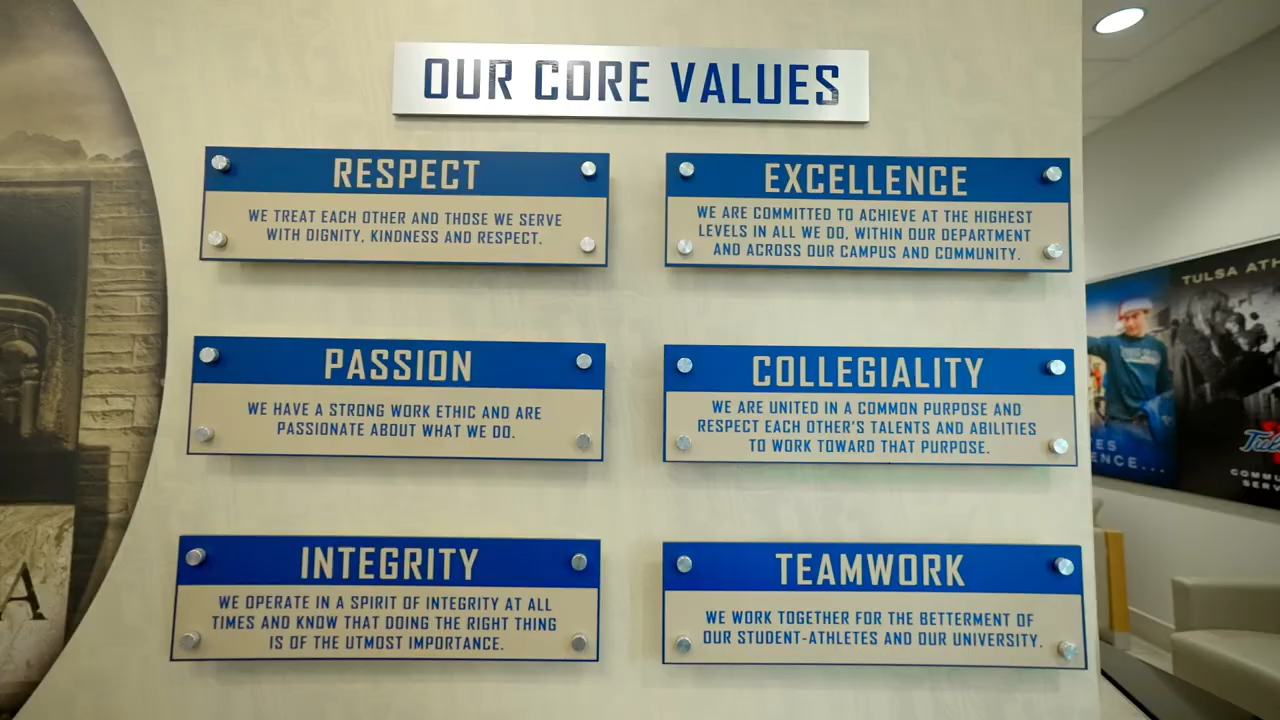 OUR CORE VALUES
RESPECT
WE TREAT EACH OTHER AND THOSE WE SERVE
WITH DIGNITY, KINDNESS AND RESPECT.
EXCELLENCE
WE ARE COMMITTED TO ACHIEVE AT THE HIGHEST
LEVELS IN ALL WE DO, WITHIN OUR DEPARTMENT
AND ACROSS OUR CAMPUS AND COMMUNITY.
PASSION
WE HAVE A STRONG WORK ETHIC AND ARE
PASSIONATE ABOUT WHAT WE DO.
COLLEGIALITY
WE ARE UNITED IN A COMMON PURPOSE AND
RESPECT EACH OTHER'S TALENTS AND ABILITIES
TO WORK TOWARD THAT PURPOSE.
INTEGRITY
WE OPERATE IN A SPIRIT OF INTEGRITY AT ALL
TIMES AND KNOW THAT DOING THE RIGHT THING
IS OF THE UTMOST IMPORTANCE.
TEAMWORK
WE WORK TOGETHER FOR THE BETTERMENT OF
OUR STUDENT-ATHLETES AND OUR UNIVERSITY.
A
TULSA ATH
ES
ENCE...
COMMU
SERV